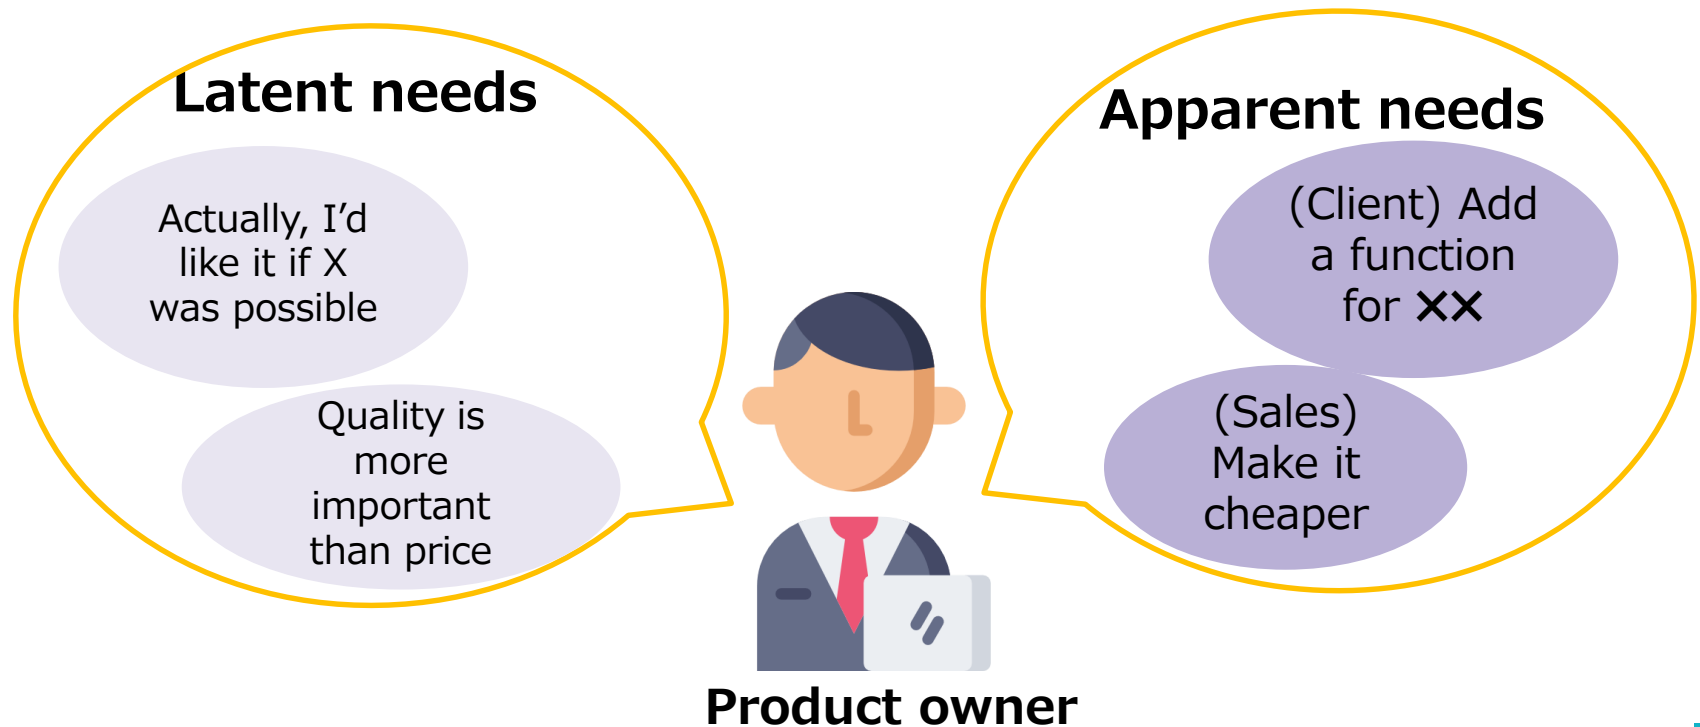 Latent needs
Actually, I’d
like it if X
was possible
Quality is
more
important
than price
Apparent needs
(Client) Add
a function
for ××
(Sales)
Make it
cheaper
Product owner